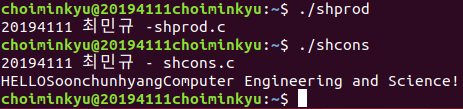 choiminkyu@20194111choiminkyu:~$ ./shprod
20194111 최민규 -shprod.c
choiminkyu@20194111choiminkyu:~$ ./shcons
20194111 최민규 - shcons.c
HELLOSoonchunhyangComputer Engineering and Science!
choiminkyu@20194111choiminkyu:~$